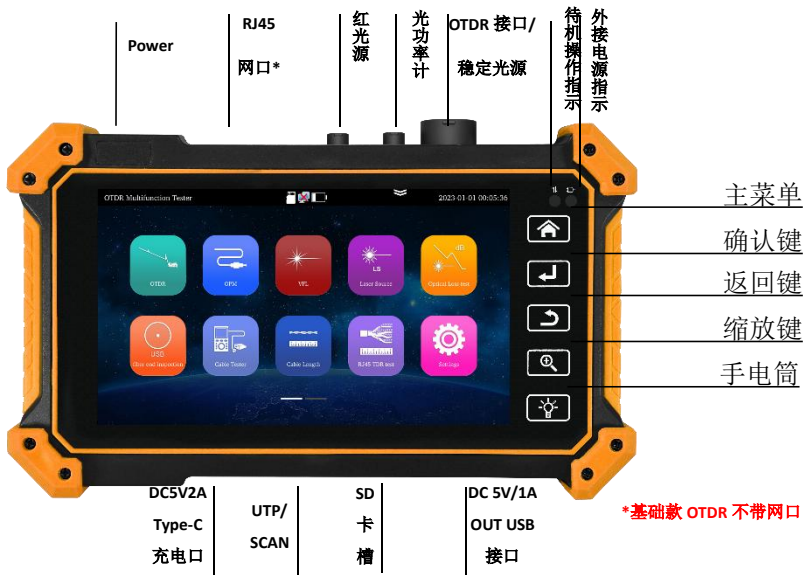 Power
RJ45
网口*
红光源
光功率计
OTDR 接口/
稳定光源
待机操作指示
外接电源指示
OTDR Multifunction Tester
2023-01-01 00:05:36
主菜单
确认键
返回键
缩放键
手电筒
OTDR
OPM
VFL
LS
Laser Source
dB
Optical Loss test
USB
fibre end inspection
Cable Tester
Cable Length
RJ45 TDR test
Settings
DC5V2A
Type-C
充电口
UTP/
SCAN
SD
卡
槽
DC 5V/1A
OUT USB
接口
*基础款 OTDR 不带网口